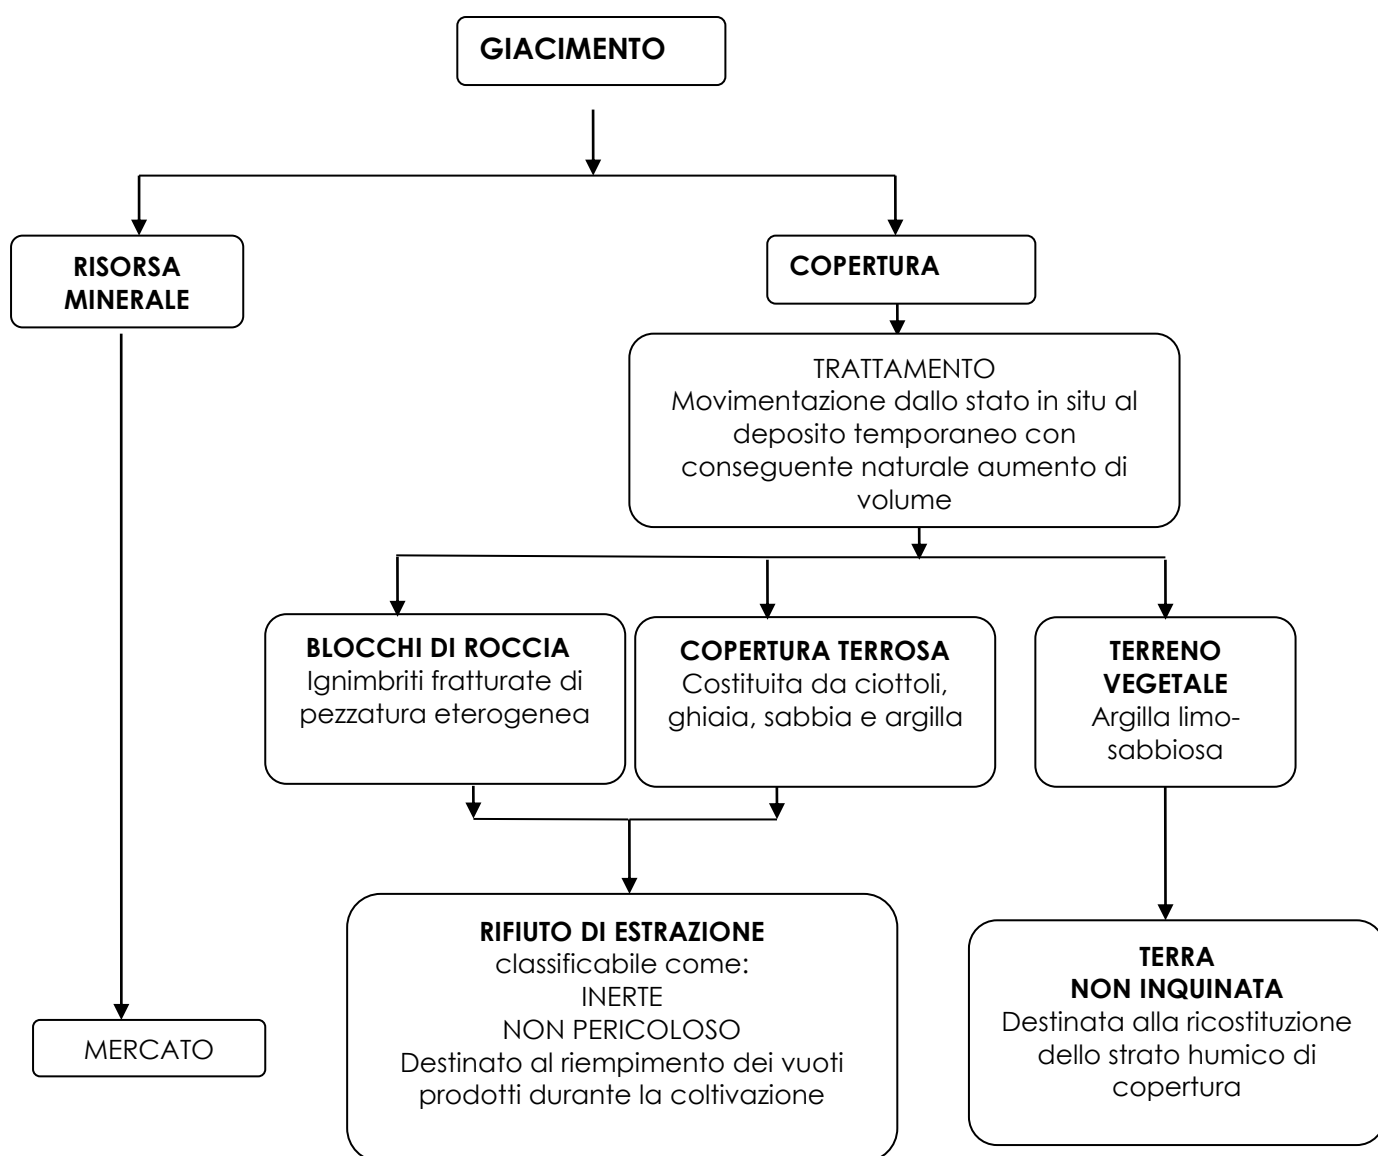 GIACIMENTO
RISORSA
MINERALE
COPERTURA
TRATTAMENTO
Movimentazione dallo stato in situ al
deposito temporaneo con
conseguente naturale aumento di
volume
BLOCCHI DI ROCCIA
Ignimbriti fratturate di
pezzatura eterogenea
COPERTURA TERROSA
Costituita da ciottoli,
ghiaia, sabbia e argilla
TERRENO
VEGETALE
Argilla limo-
sabbiosa
RIFIUTO DI ESTRAZIONE
classificabile come:
INERTE
NON PERICOLOSO
Destinato al riempimento dei vuoti
prodotti durante la coltivazione
TERRA
NON INQUINATA
Destinata alla ricostituzione
dello strato humico di
copertura
MERCATO